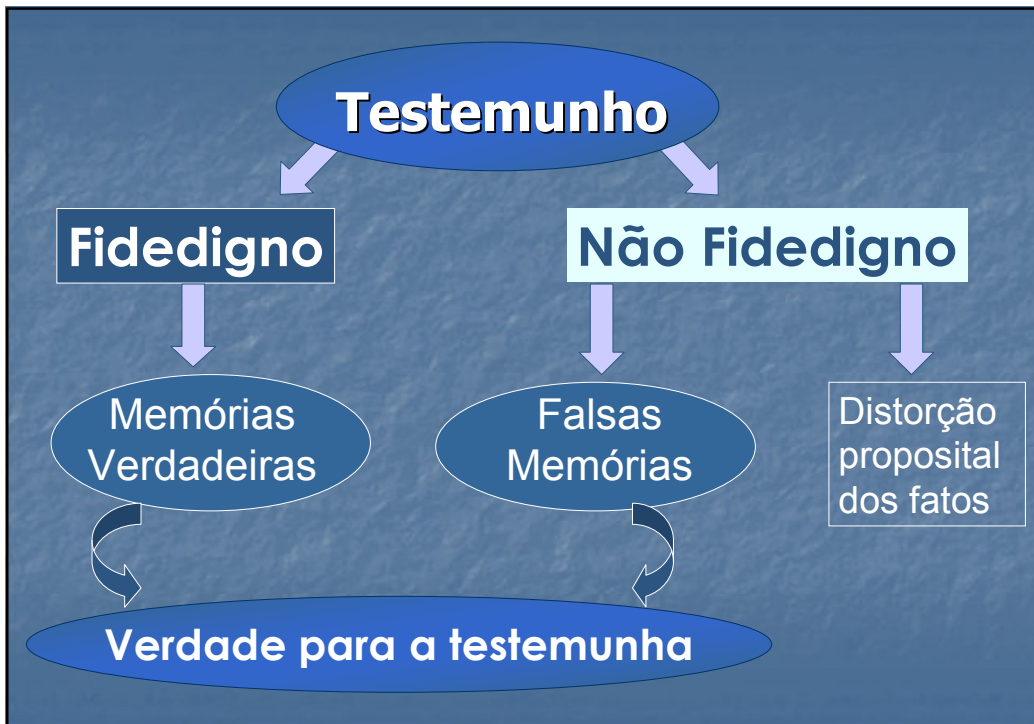 Testemunho
Fidedigno
Não Fidedigno
Memórias
Verdadeiras
Falsas
Memórias
Distorção
proposital
dos fatos
Verdade para a testemunha